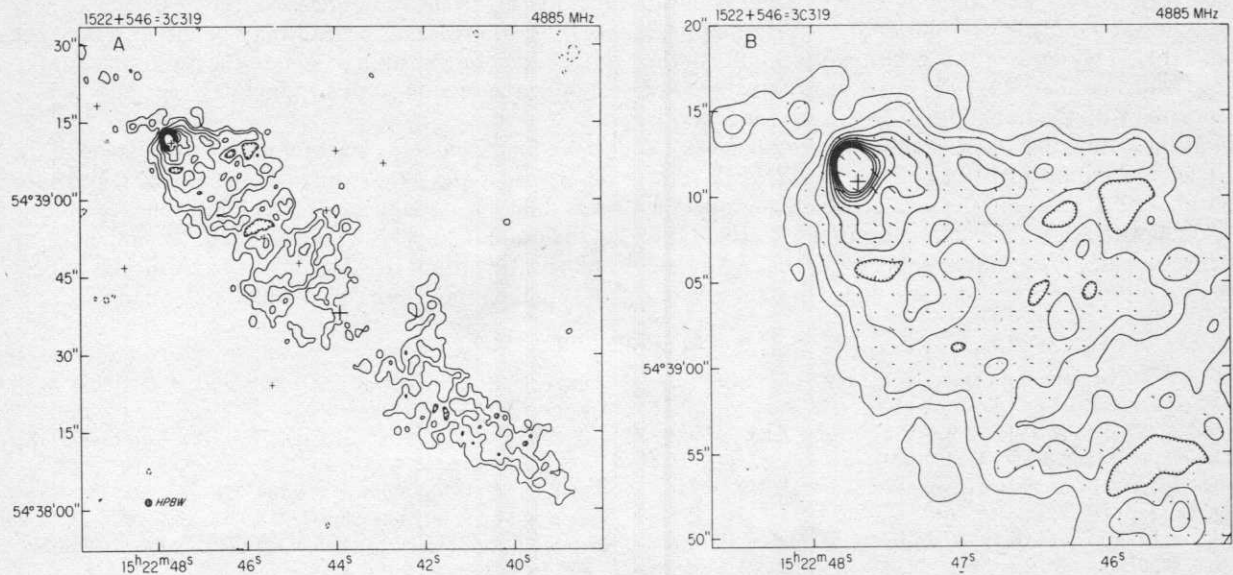 1522+546=3C319
4885 MHz
A
30"
15"
54°39'00"
45"
30"
15"
54°38'00"
HPBW
15ʰ22ᵐ48ˢ
46ˢ
44ˢ
42ˢ
40ˢ
1522+546=3C319
4885 MHz
B
20"
15"
10"
05"
54°39'00"
55"
50"
15ʰ22ᵐ48ˢ
47ˢ
46ˢ